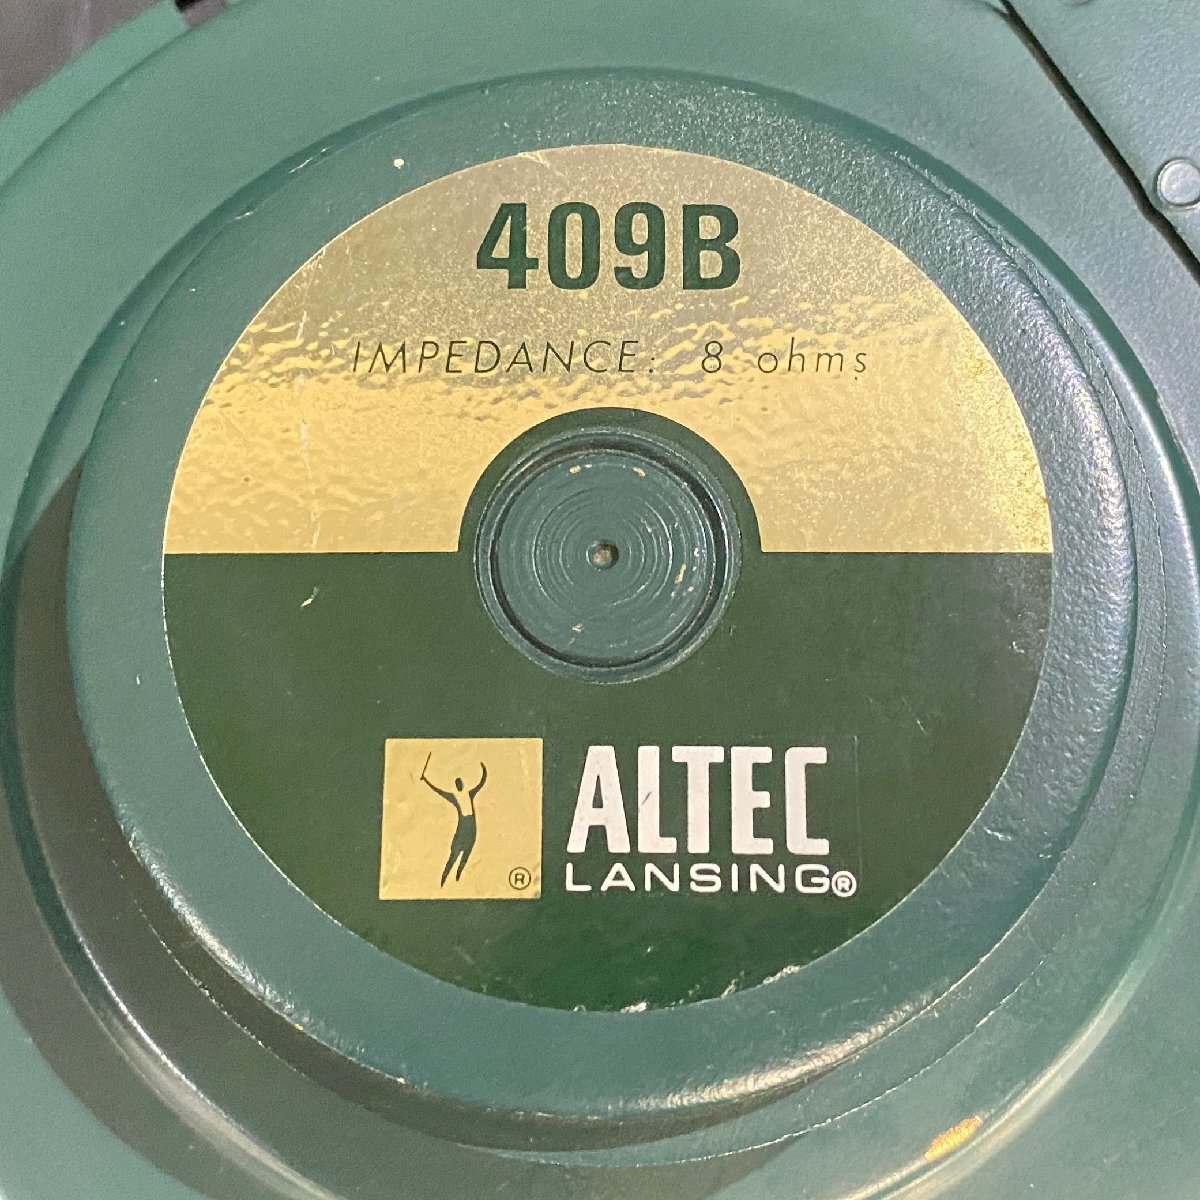 409B
IMPEDANCE: 8 ohms
ALTEC
LANSING®
®